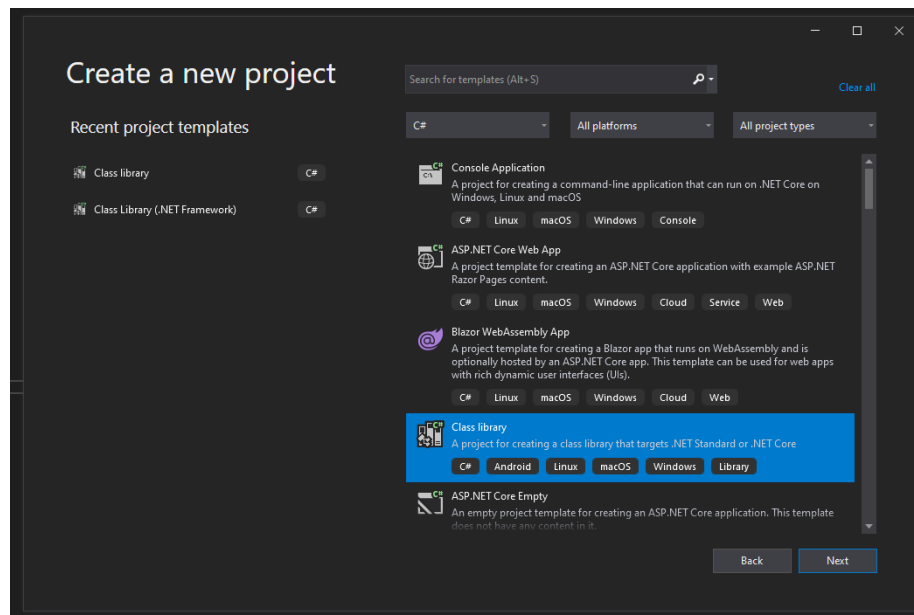 Create a new project
Search for templates (Alt+S)
Clear all
Recent project templates
C#
All platforms
All project types
Class library
C#
Class Library (.NET Framework)
C#
Console Application
A project for creating a command-line application that can run on .NET Core on
Windows, Linux and macOS
C# Linux macOS Windows Console
ASP.NET Core Web App
A project template for creating an ASP.NET Core application with example ASP.NET
Razor Pages content.
C# Linux macOS Windows Cloud Service Web
Blazor WebAssembly App
A project template for creating a Blazor app that runs on WebAssembly and is
optionally hosted by an ASP.NET Core app. This template can be used for web apps
with rich dynamic user interfaces (UIs).
C# Linux macOS Windows Cloud Web
Class library
A project for creating a class library that targets .NET Standard or .NET Core
C# Android Linux macOS Windows Library
ASP.NET Core Empty
An empty project template for creating an ASP.NET Core application. This template
does not have any content in it.
Back
Next